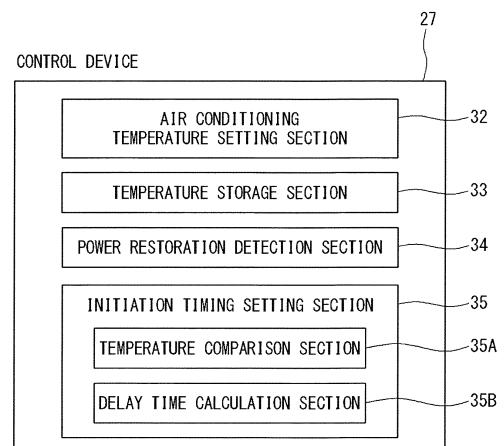 27
CONTROL DEVICE
AIR CONDITIONING
TEMPERATURE SETTING SECTION
32
TEMPERATURE STORAGE SECTION
33
POWER RESTORATION DETECTION SECTION
34
INITIATION TIMING SETTING SECTION
35
TEMPERATURE COMPARISON SECTION
35A
DELAY TIME CALCULATION SECTION
35B